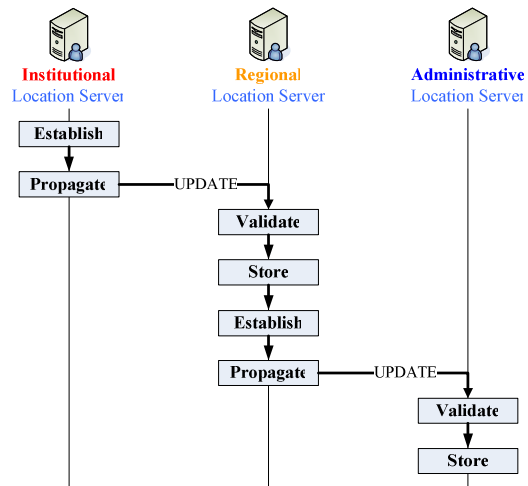 Institutional
Location Server
Regional
Location Server
Administrative
Location Server
Establish
Propagate
UPDATE
Validate
Store
Establish
Propagate
UPDATE
Validate
Store